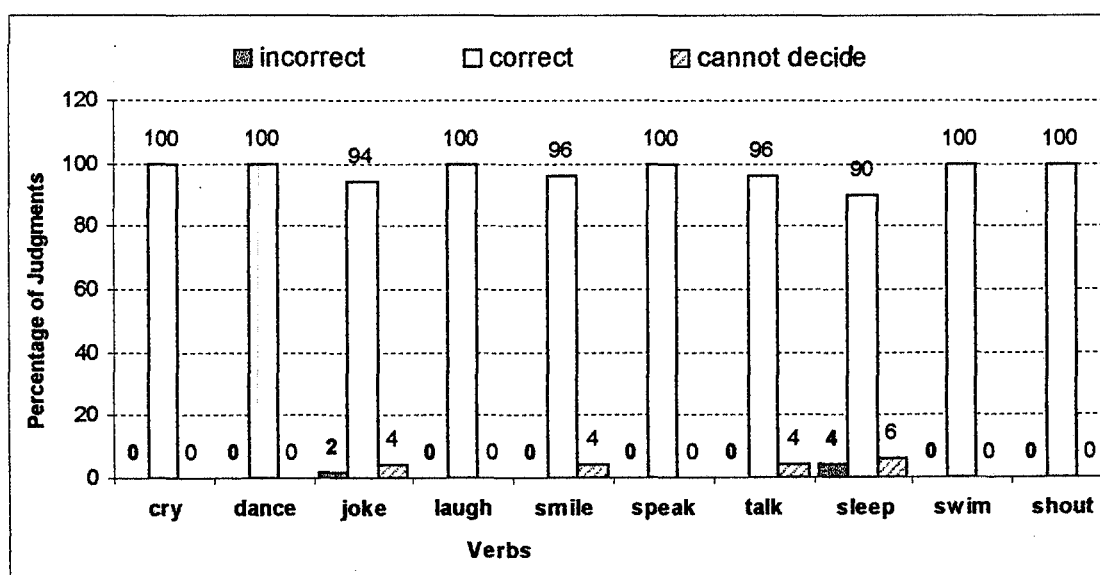 incorrect correct cannot decide
Percentage of Judgments
120
100
80
60
40
20
0
100 100 94 100 96 100 96 90 100 100
0 0 0 0 2 4 0 0 0 4 0 0 0 4 4 6 0 0 0 0
cry dance joke laugh smile speak talk sleep swim shout
Verbs